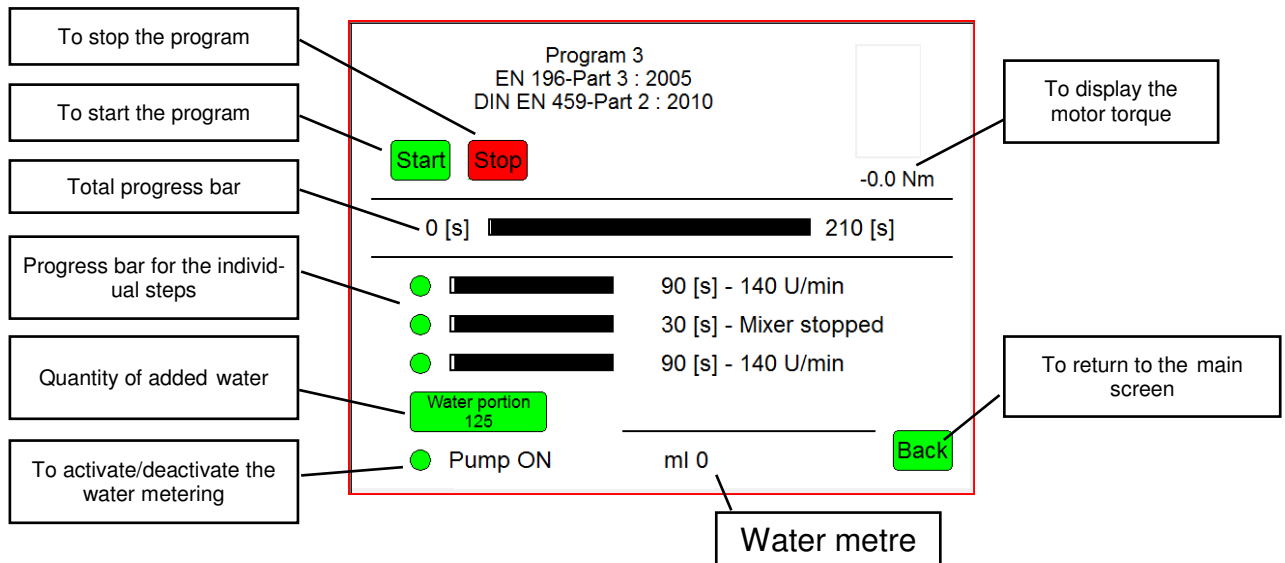 To stop the program
To start the program
Total progress bar
Progress bar for the individ-
ual steps
Quantity of added water
To activate/deactivate the
water metering
Program 3
EN 196-Part 3 : 2005
DIN EN 459-Part 2 : 2010
Start
Stop
-0.0 Nm
0 [s]
210 [s]
90 [s] - 140 U/min
30 [s] - Mixer stopped
90 [s] - 140 U/min
Water portion
125
Pump ON
ml 0
Back
To display the
motor torque
To return to the main
screen
Water metre